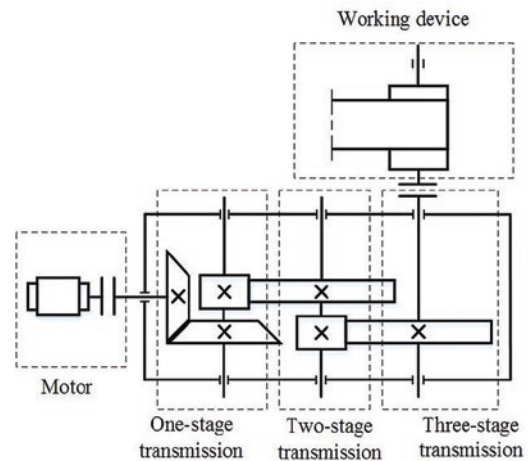 Working device
Motor
One-stage
transmission
Two-stage
transmission
Three-stage
transmission